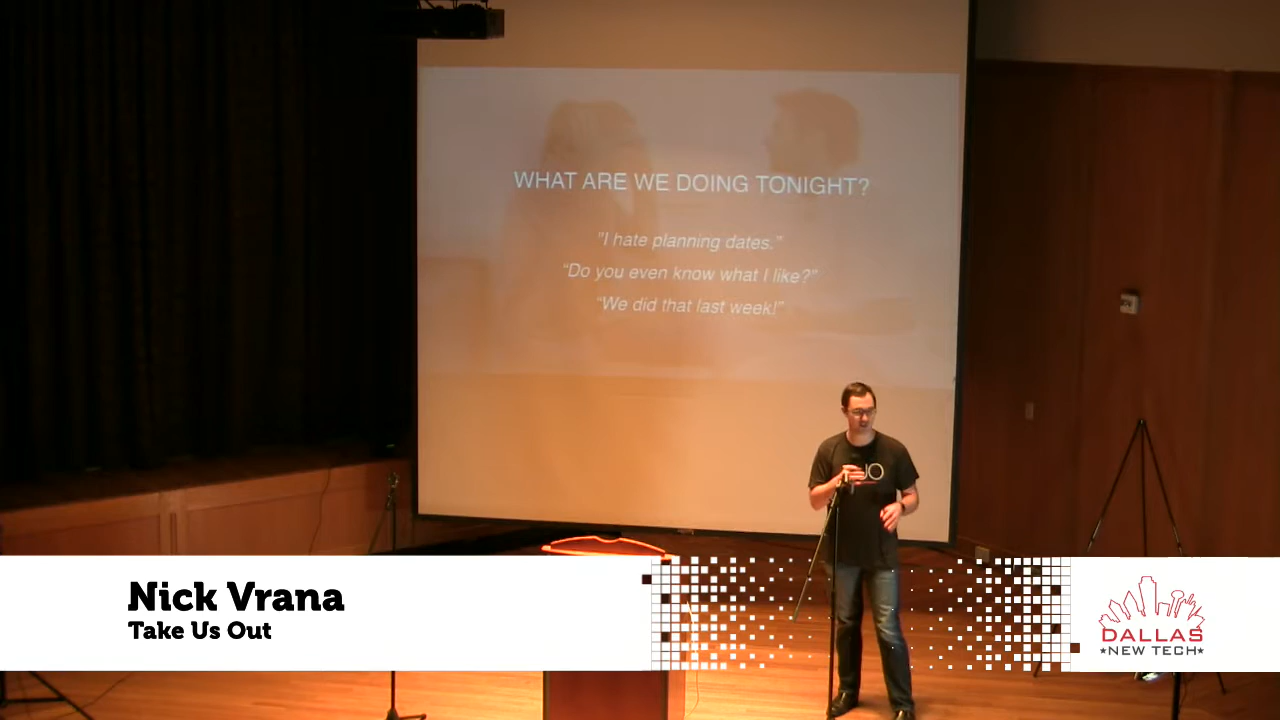 WHAT ARE WE DOING TONIGHT?
"I hate planning dates."
"Do you even know what I like?"
"We did that last week!"
Nick Vrana
Take Us Out
DALLAS
NEW TECH